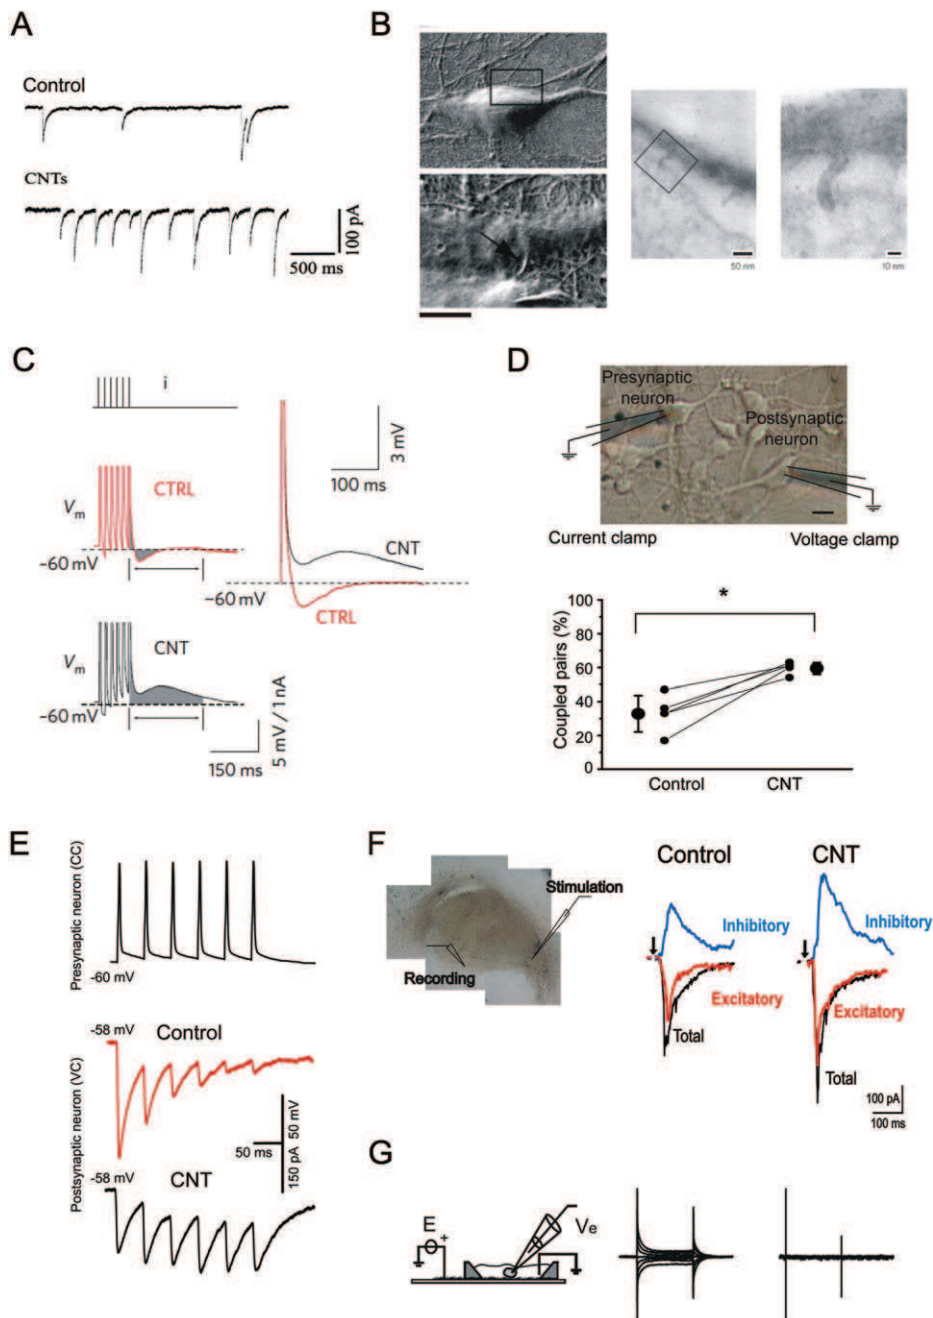 A
Control
CNTs
100 pA
500 ms
B
50 nm
10 nm
C
i
3 mV
100 ms
CTRL
Vm
−60 mV
CNT
−60 mV
CTRL
CNT
Vm
−60 mV
5 mV / 1nA
150 ms
D
Presynaptic
neuron
Postsynaptic
neuron
Current clamp
Voltage clamp
*
Coupled pairs (%)
100
80
60
40
20
0
Control
CNT
E
Presynaptic neuron (CC)
-60 mV
Postsynaptic neuron (VC)
-58 mV
Control
50 ms
150 pA 50 mV
-58 mV
CNT
F
Stimulation
Recording
Control
CNT
Inhibitory
Inhibitory
Excitatory
Excitatory
Total
Total
100 pA
100 ms
G
E
+
Ve